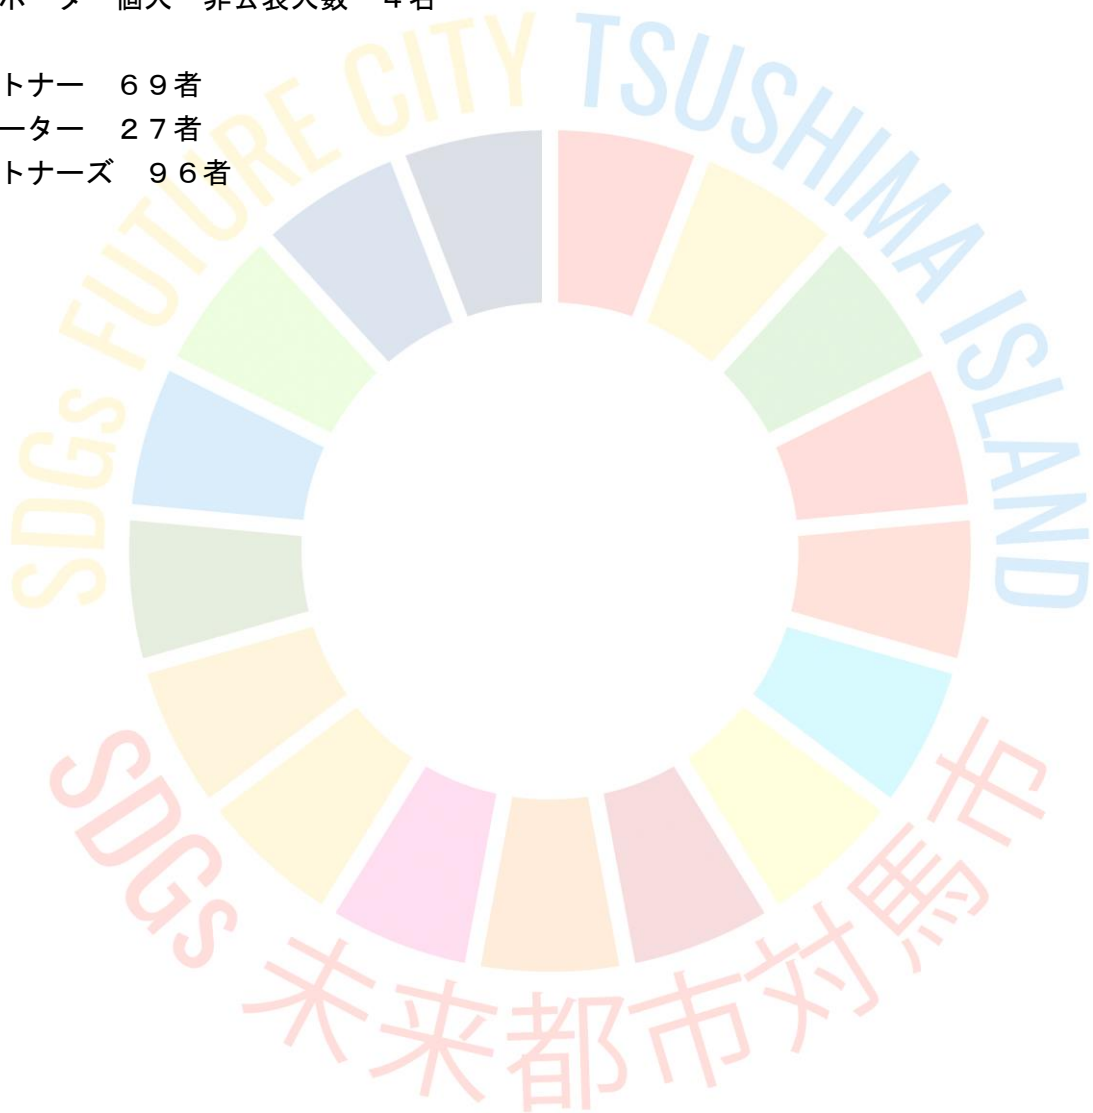 ポーター 個人 非公表人数 4名
トナー　６９者
ーター　２７者
トナーズ　９６者
SDGs FUTURE CITY TSUSHIMA ISLAND
SDGs 未来都市対馬市